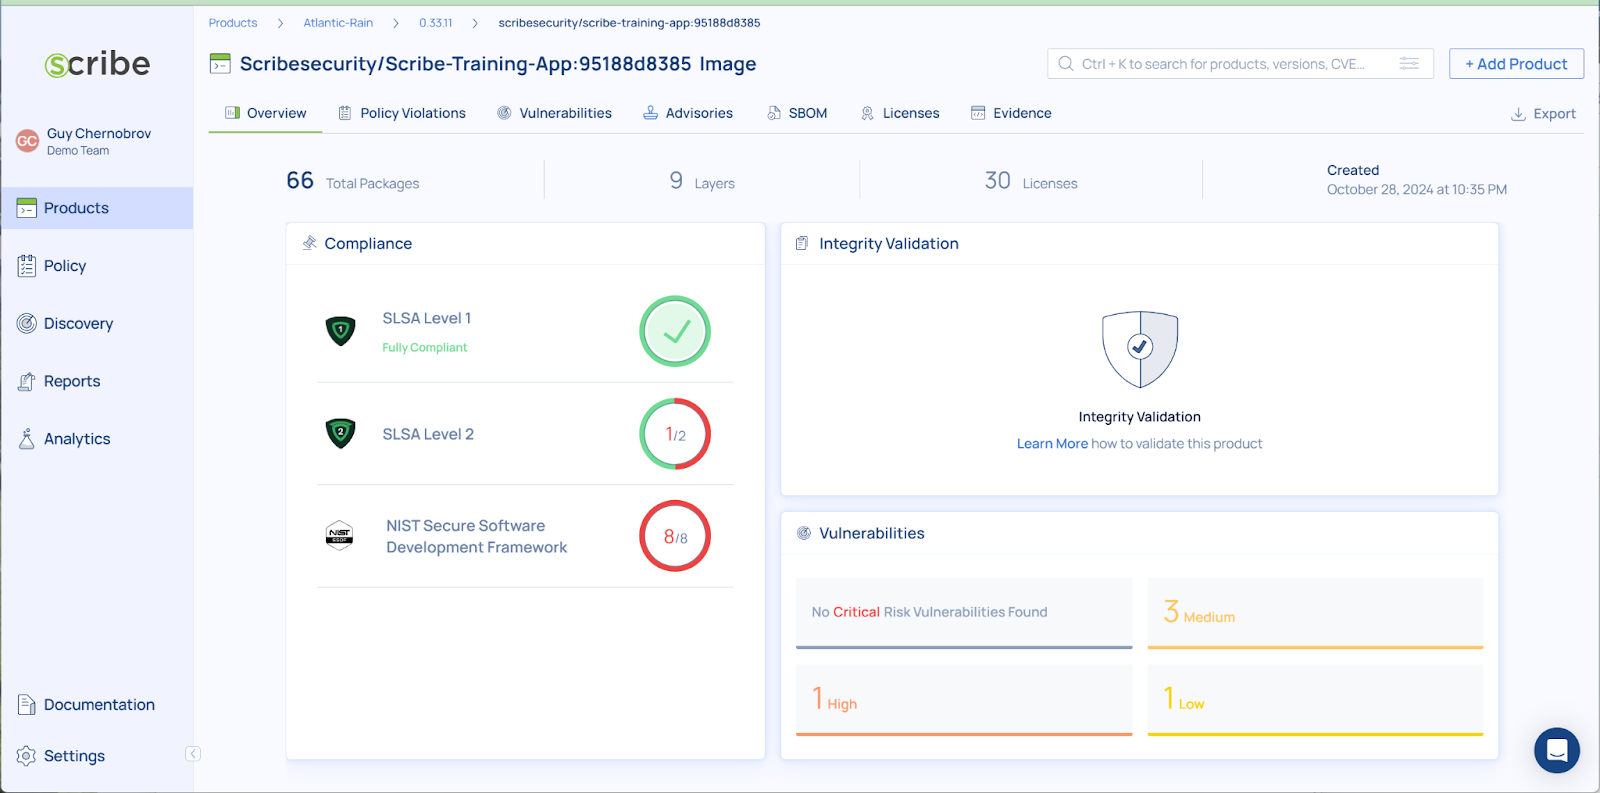 Products > Atlantic-Rain > 0.33.11 > scribesecurity/scribe-training-app:95188d8385
scribe
Scribesecurity/Scribe-Training-App:95188d8385 Image
Ctrl + K to search for products, versions, CVE...
+ Add Product
Overview
Policy Violations
Vulnerabilities
Advisories
SBOM
Licenses
Evidence
Export
GC
Guy Chernobrov
Demo Team
Products
Policy
Discovery
Reports
Analytics
Documentation
Settings
66 Total Packages
9 Layers
30 Licenses
Created
October 28, 2024 at 10:35 PM
Compliance
1
SLSA Level 1
Fully Compliant
2
SLSA Level 2
1/2
NIST
SSDF
NIST Secure Software
Development Framework
8/8
Integrity Validation
Integrity Validation
Learn More how to validate this product
Vulnerabilities
No Critical Risk Vulnerabilities Found
3 Medium
1 High
1 Low